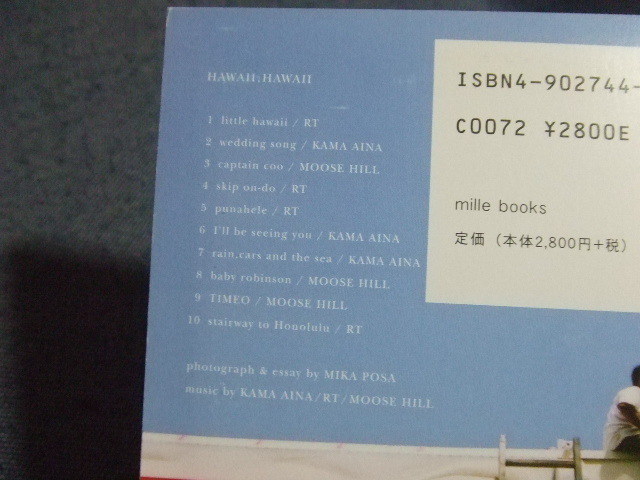 HAWAII:HAWAII
1 little hawaii / RT
2 wedding song / KAMA AINA
3 captain coo / MOOSE HILL
4 skip on-do / RT
5 punahele / RT
6 I'll be seeing you / KAMA AINA
7 rain,cars and the sea / KAMA AINA
8 baby robinson / MOOSE HILL
9 TIMEO / MOOSE HILL
10 stairway to Honolulu / RT
photograph & essay by MIKA POSA
music by KAMA AINA/RT/MOOSE HILL
ISBN4-902744-
C0072 ¥2800E
mille books
定価（本体2,800円+税）